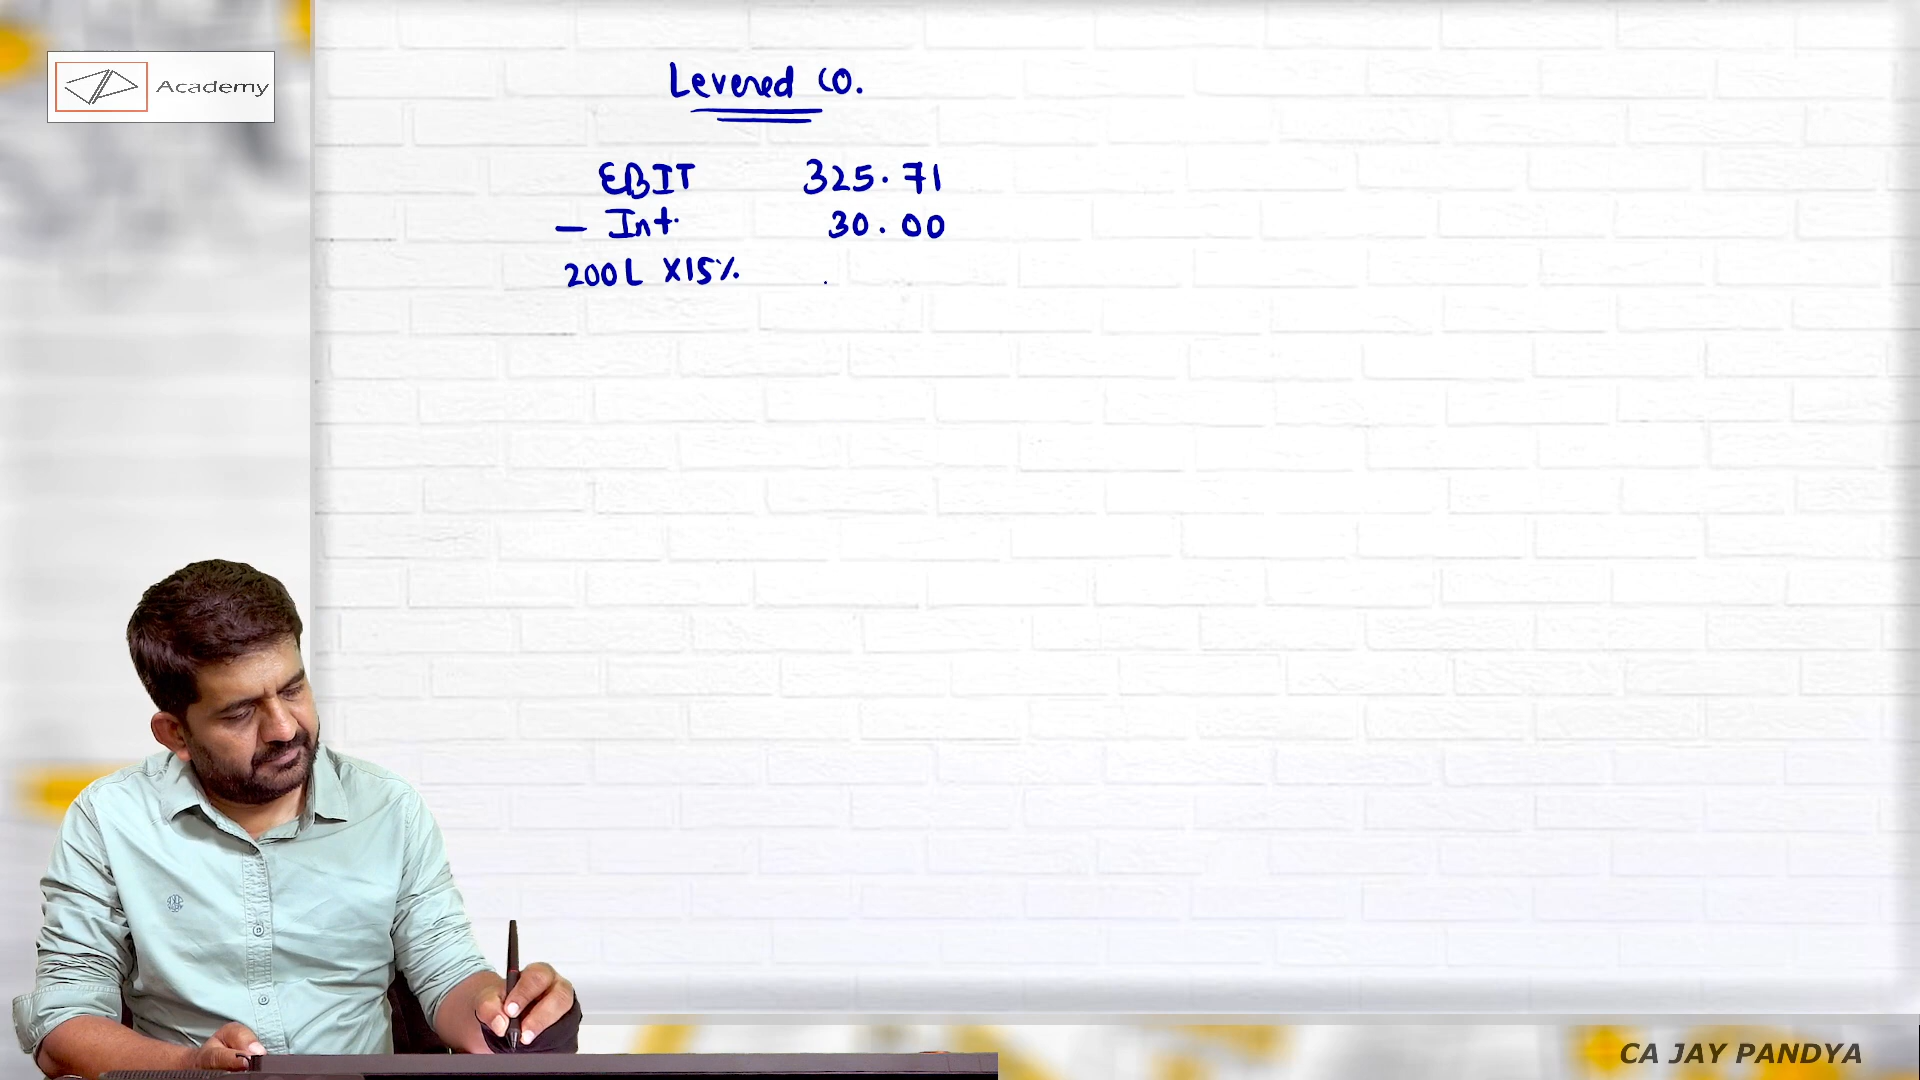 Academy
Levered CO.
EBIT 325.71
— Int. 30.00
200L X15%
CA JAY PANDYA